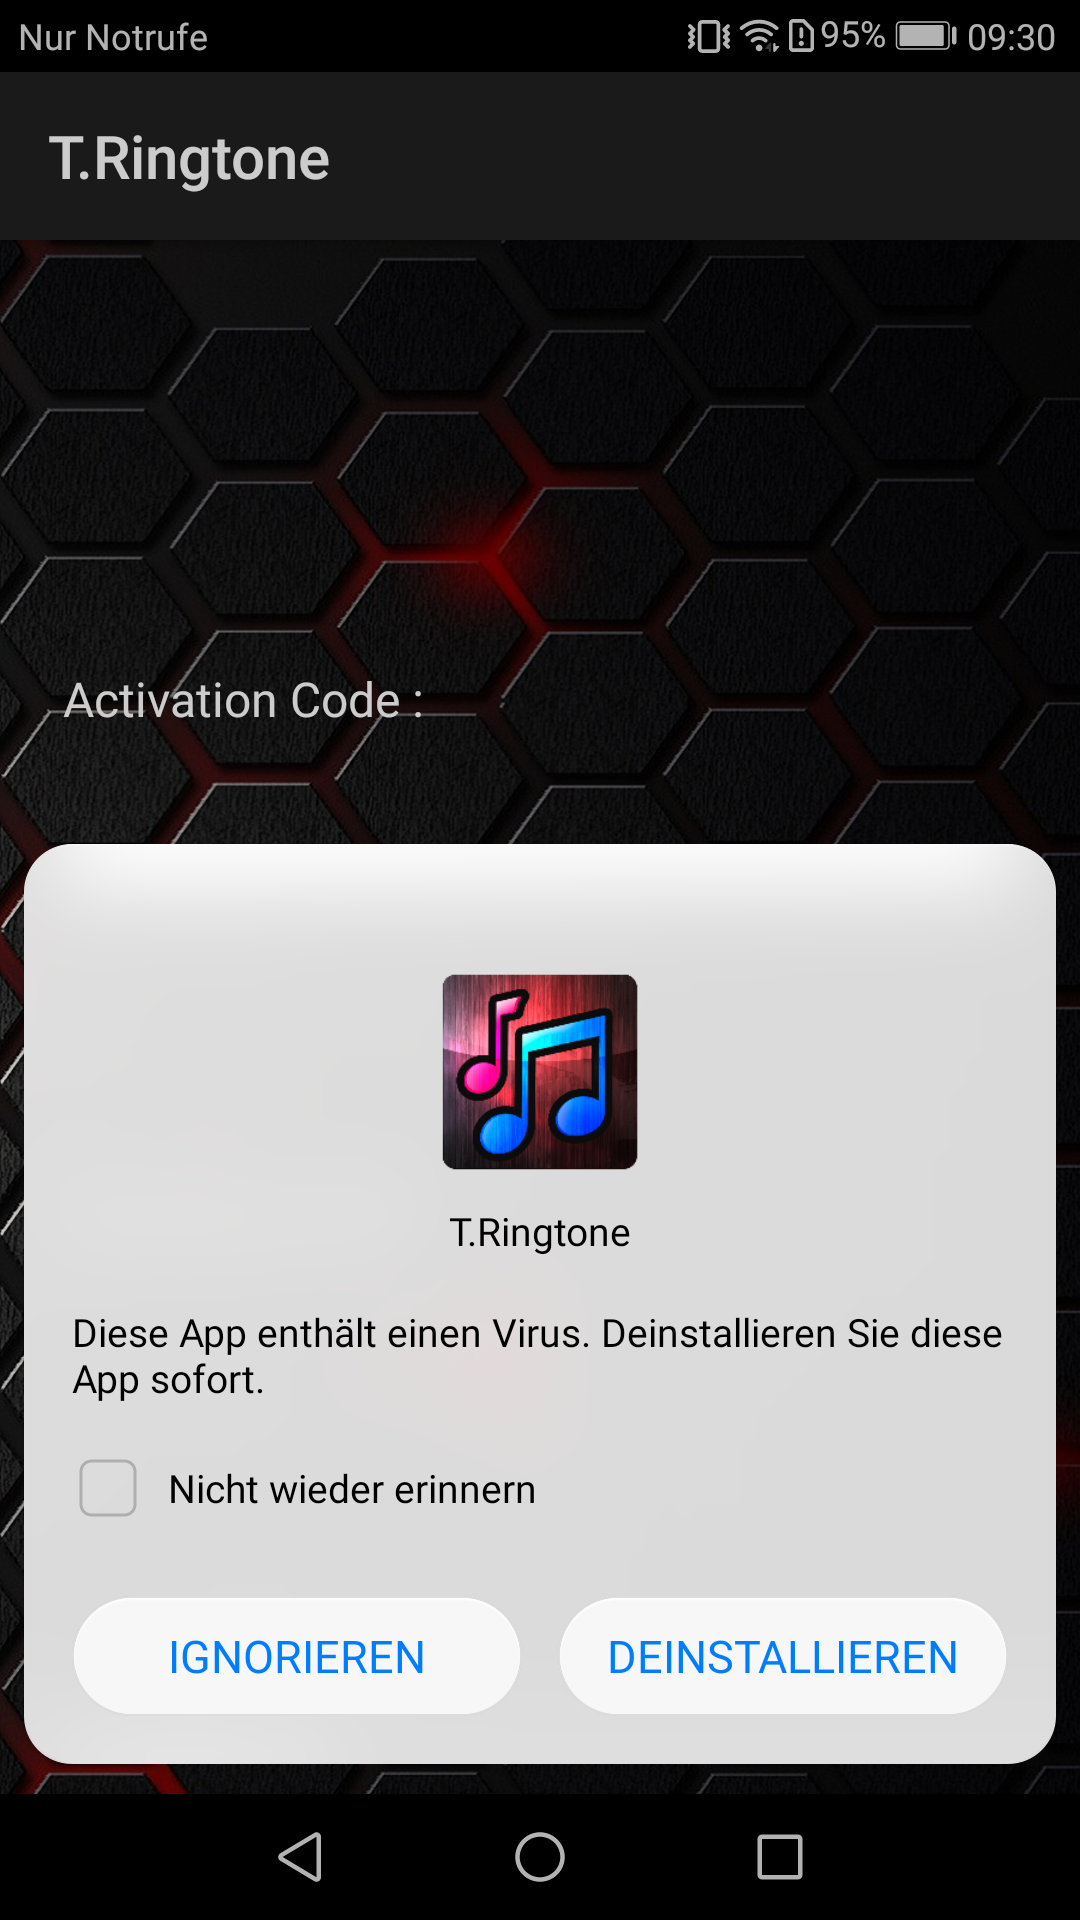 Nur Notrufe 95% 09:30
T.Ringtone
Activation Code :
T.Ringtone
Diese App enthält einen Virus. Deinstallieren Sie diese
App sofort.
Nicht wieder erinnern
IGNORIEREN DEINSTALLIEREN